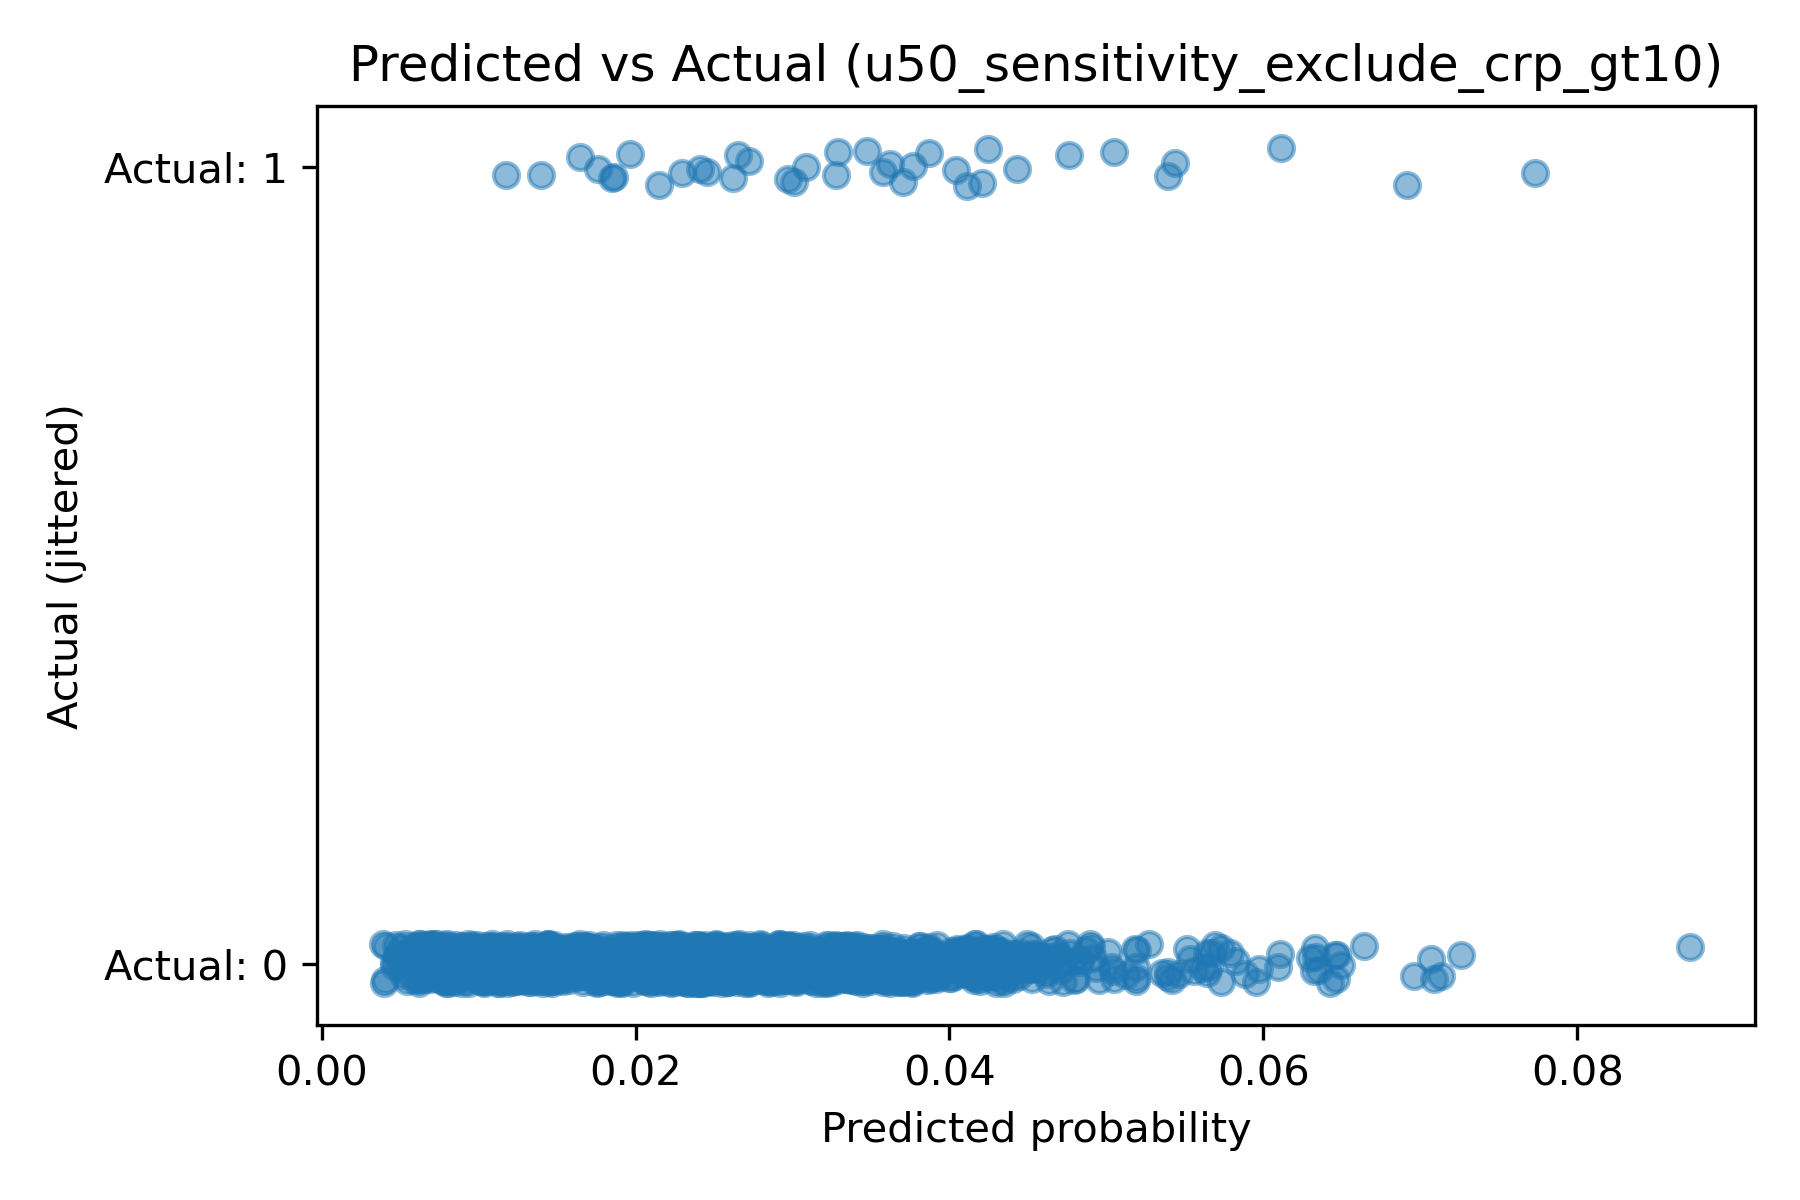 Predicted vs Actual (u50_sensitivity_exclude_crp_gt10)
Actual: 1
Actual (jittered)
Actual: 0
0.00 0.02 0.04 0.06 0.08
Predicted probability